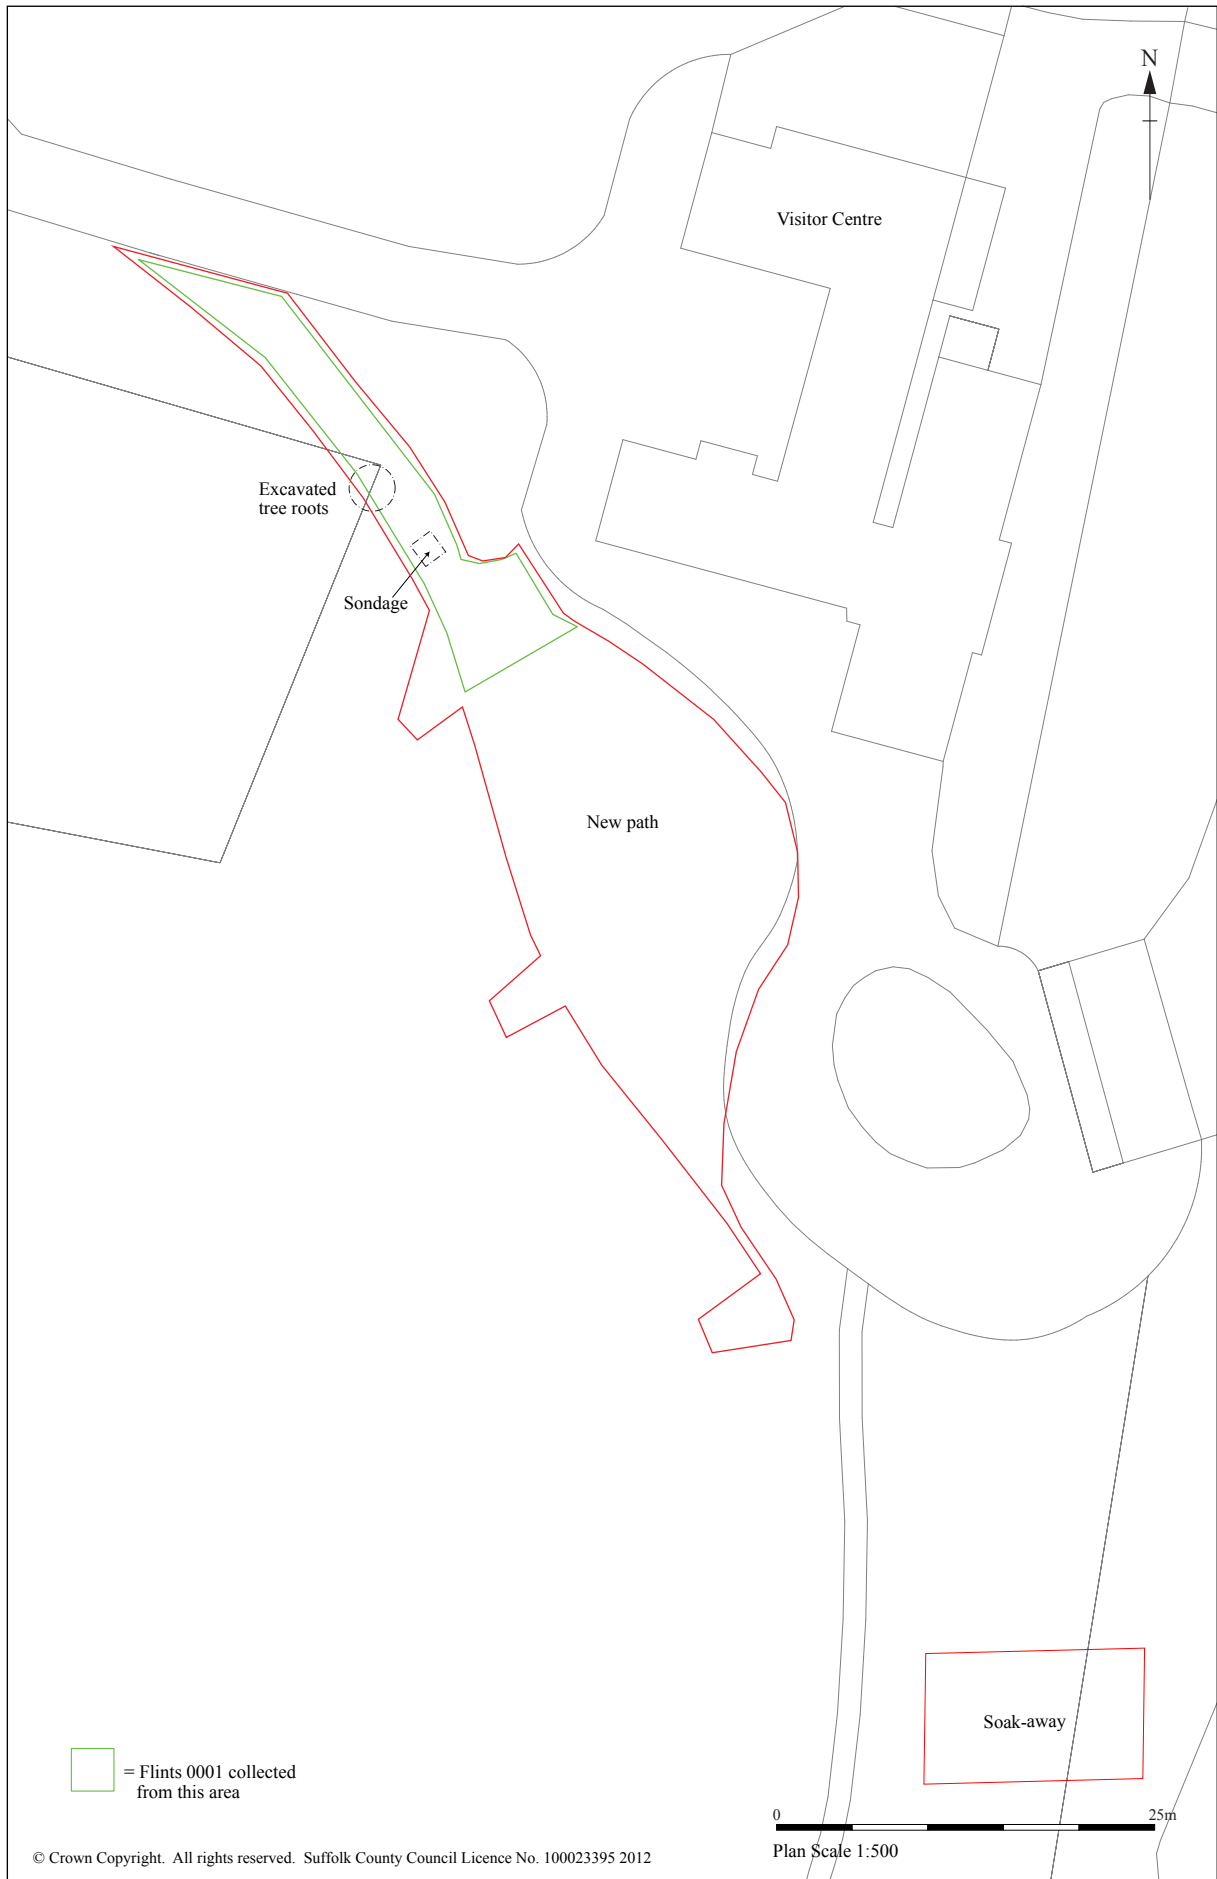 N
Visitor Centre
Excavated
tree roots
Sondage
New path
Soak-away
= Flints 0001 collected
from this area
0 25m
Plan Scale 1:500
© Crown Copyright. All rights reserved. Suffolk County Council Licence No. 100023395 2012